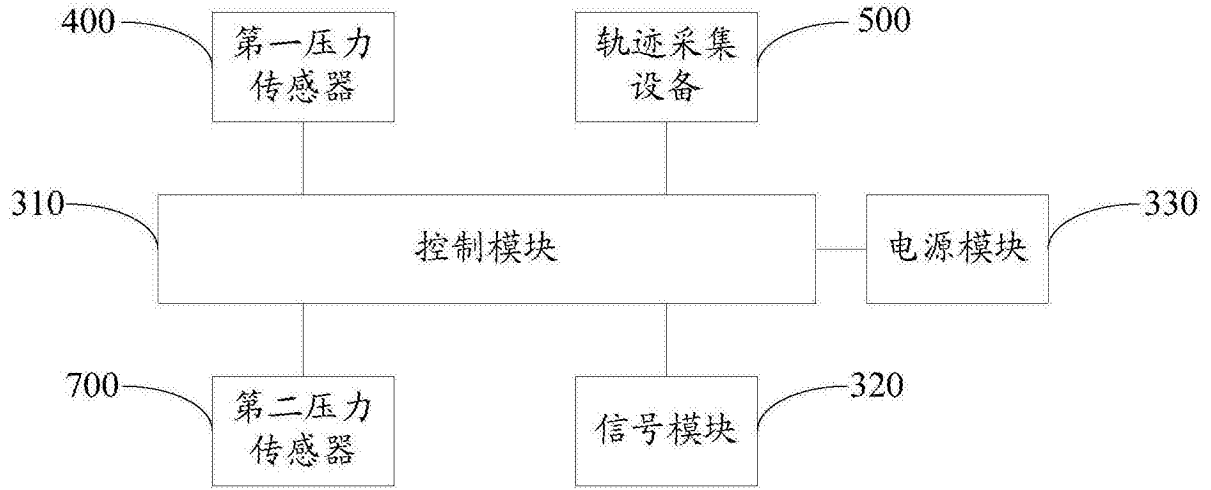 400
第一压力
传感器
轨迹采集
设备
500
310
控制模块
电源模块
330
700
第二压力
传感器
信号模块
320